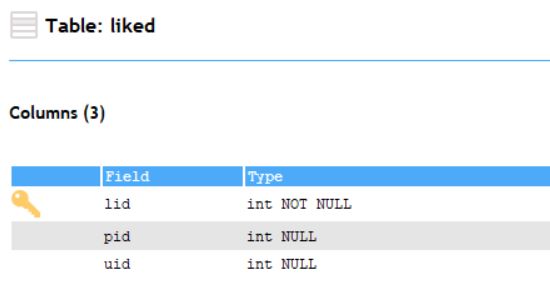 Table: liked
Columns (3)
Field Type
lid int NOT NULL
pid int NULL
uid int NULL